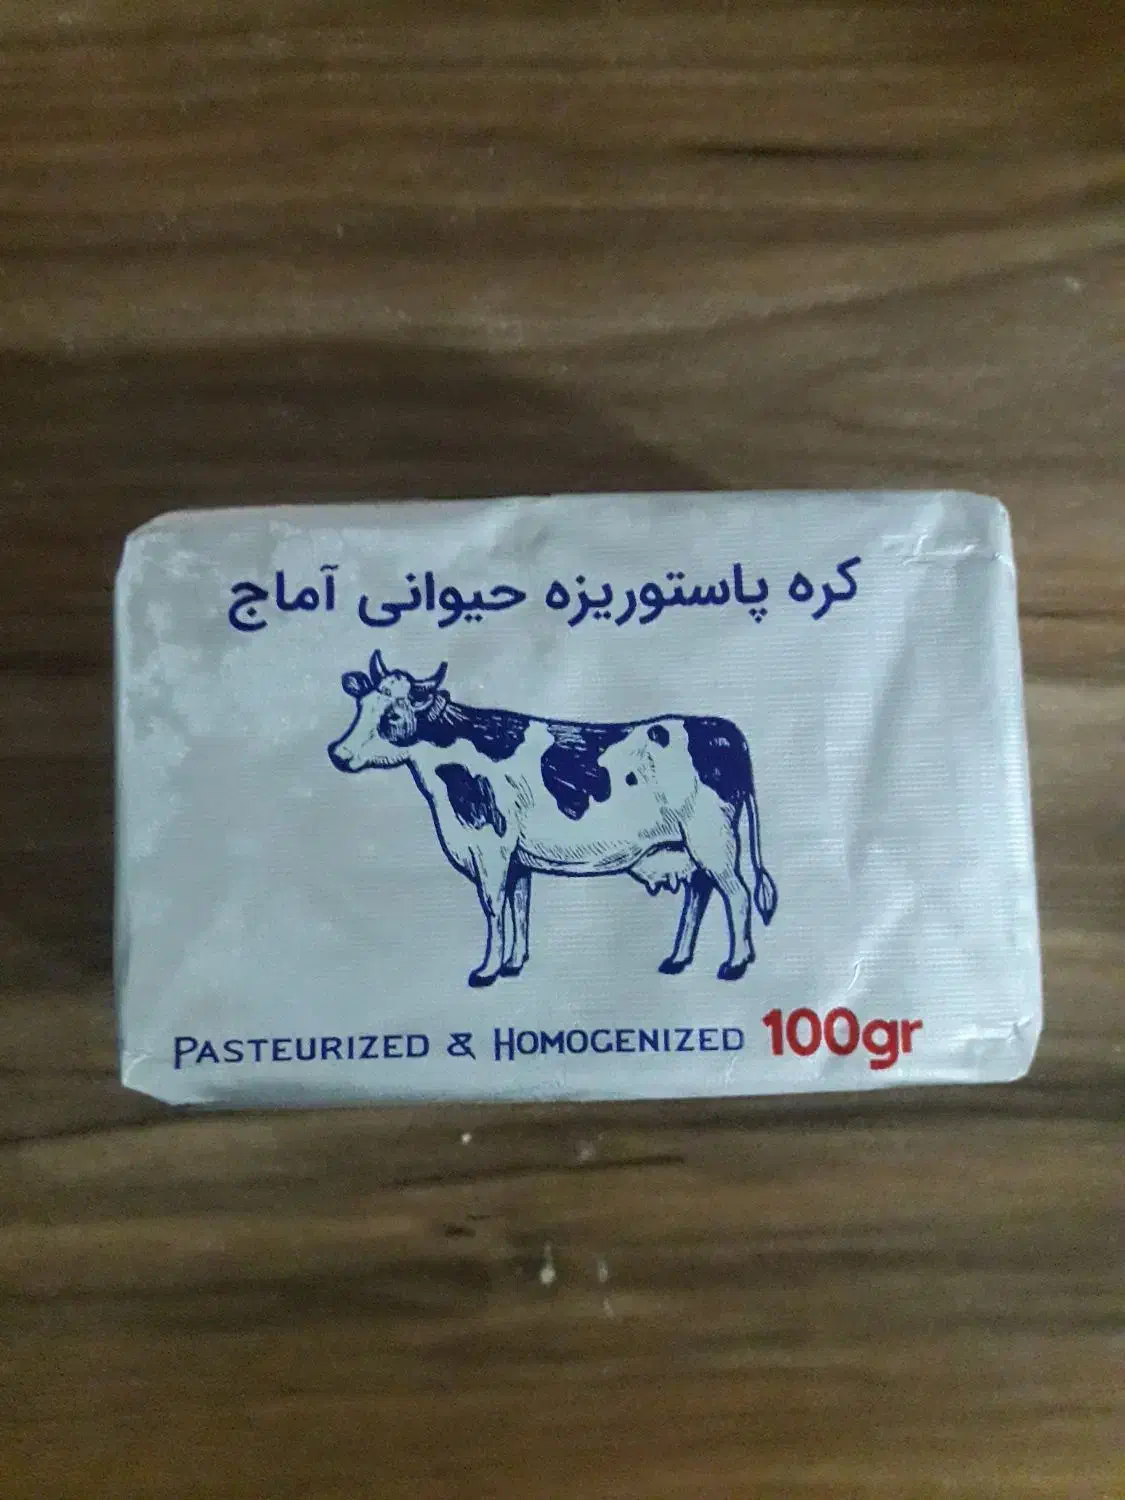 کره پاستوریزه حیوانی آماج
PASTEURIZED & HOMOGENIZED 100gr